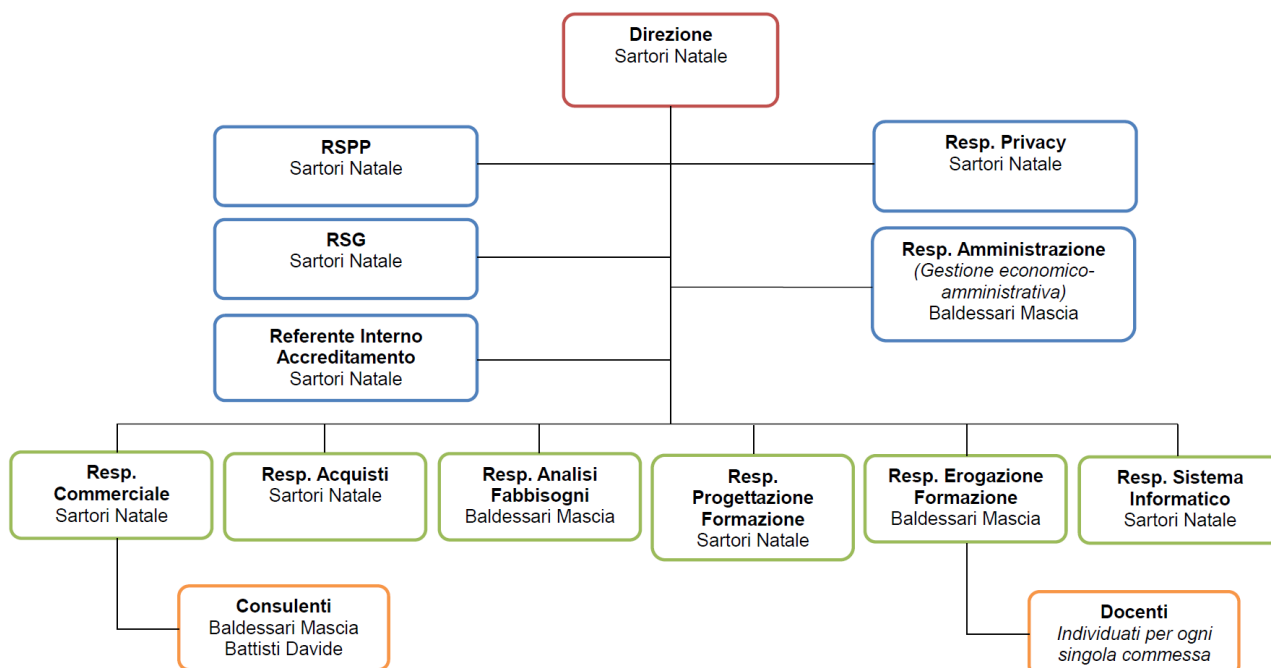 Direzione
Sartori Natale
RSPP
Sartori Natale
Resp. Privacy
Sartori Natale
RSG
Sartori Natale
Resp. Amministrazione
(Gestione economico-
amministrativa)
Baldessari Mascia
Referente Interno
Accreditamento
Sartori Natale
Resp.
Commerciale
Sartori Natale
Resp. Acquisti
Sartori Natale
Resp. Analisi
Fabbisogni
Baldessari Mascia
Resp.
Progettazione
Formazione
Sartori Natale
Resp. Erogazione
Formazione
Baldessari Mascia
Resp. Sistema
Informatico
Sartori Natale
Consulenti
Baldessari Mascia
Battisti Davide
Docenti
Individuati per ogni
singola commessa